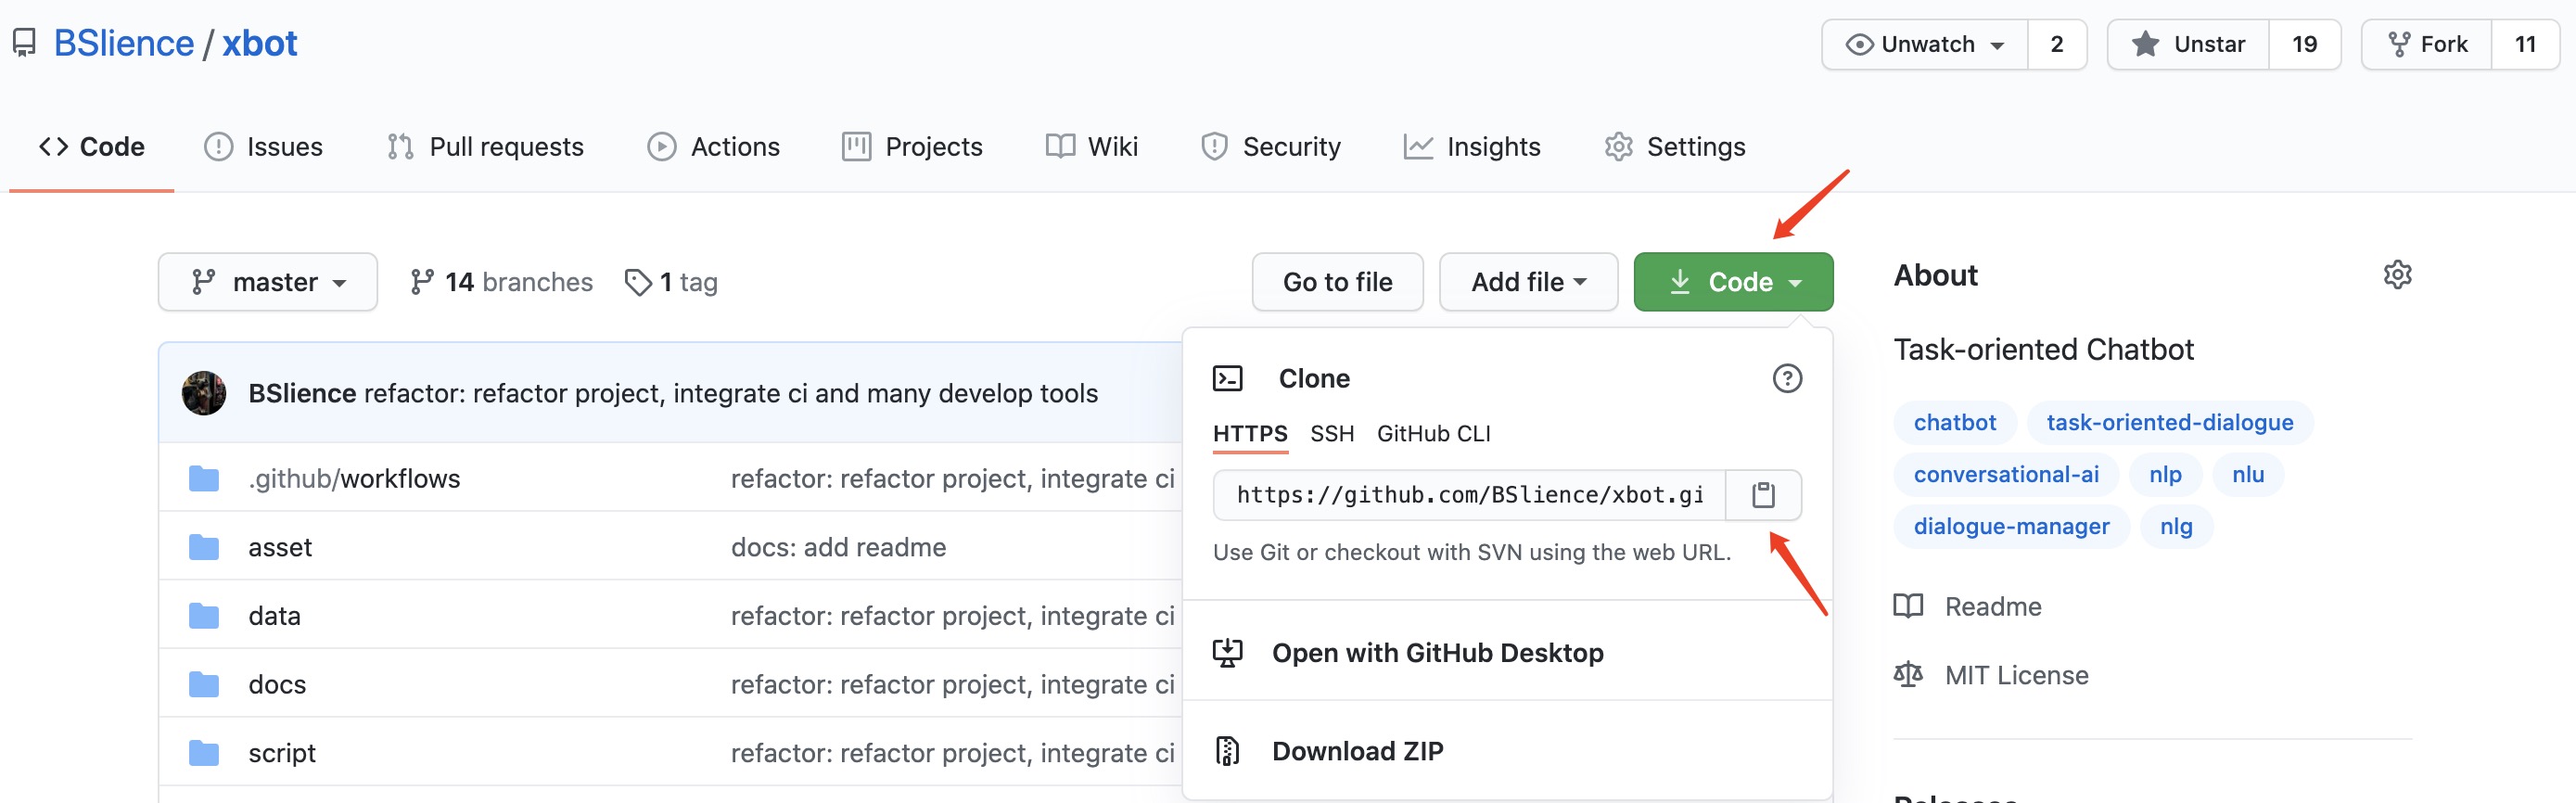 BSlience / xbot
Unwatch 2
Unstar 19
Fork 11
Code
Issues
Pull requests
Actions
Projects
Wiki
Security
Insights
Settings
master
14 branches
1 tag
Go to file
Add file
Code
BSlience refactor: refactor project, integrate ci and many develop tools
.github/workflows refactor: refactor project, integrate ci
asset docs: add readme
data refactor: refactor project, integrate ci
docs refactor: refactor project, integrate ci
script refactor: refactor project, integrate ci
Clone
HTTPS SSH GitHub CLI
https://github.com/BSlience/xbot.gi
Use Git or checkout with SVN using the web URL.
Open with GitHub Desktop
Download ZIP
About
Task-oriented Chatbot
chatbot task-oriented-dialogue
conversational-ai nlp nlu
dialogue-manager nlg
Readme
MIT License